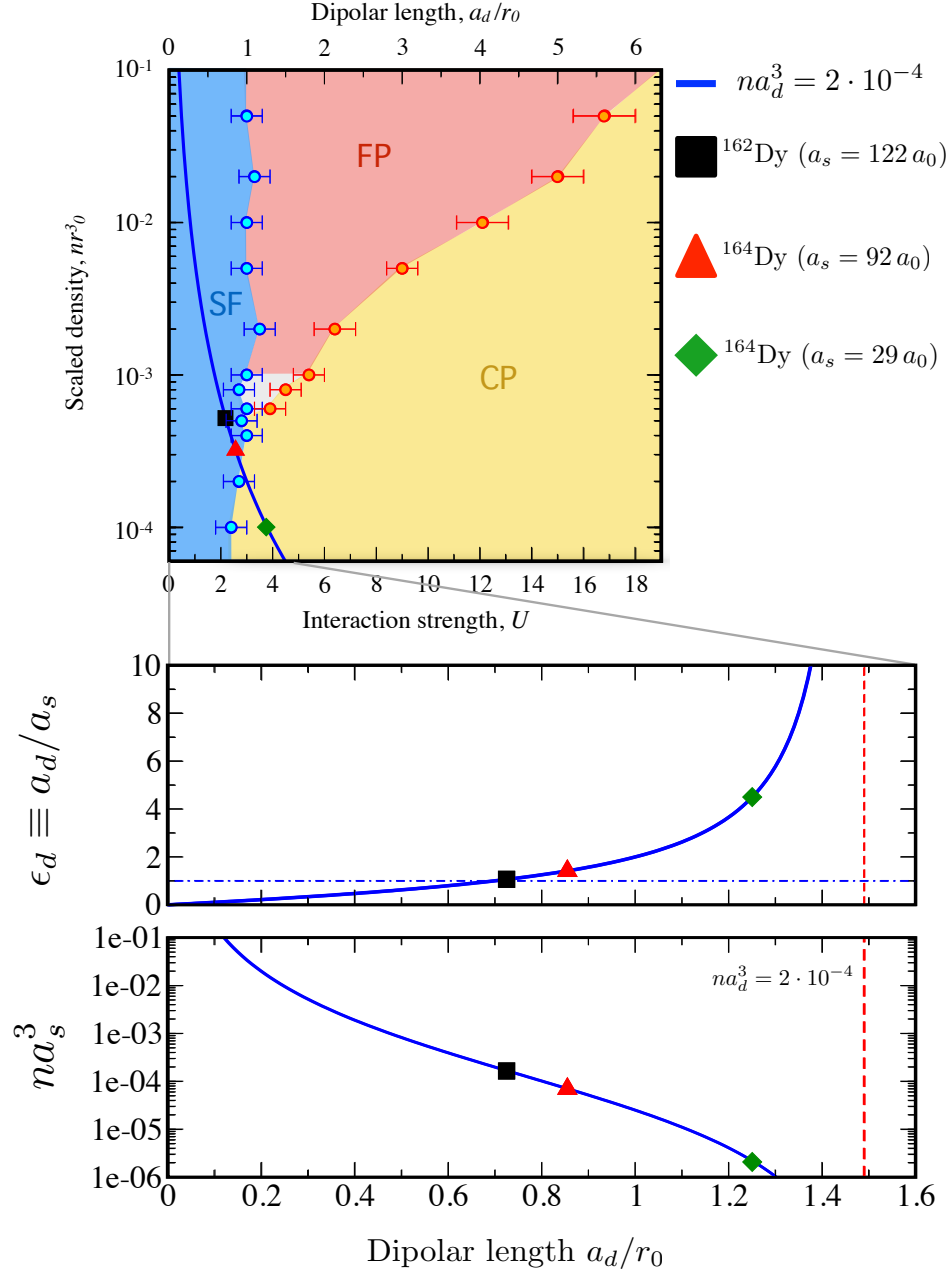 Dipolar length, a_d/r_0
0 1 2 3 4 5 6
10^-1
10^-2
10^-3
10^-4
Scaled density, nr^3_0
FP
SF
CP
0 2 4 6 8 10 12 14 16 18
Interaction strength, U
na_d^3 = 2 · 10^-4
^162Dy (a_s = 122 a_0)
^164Dy (a_s = 92 a_0)
^164Dy (a_s = 29 a_0)
10
8
6
4
2
0
ϵ_d ≡ a_d/a_s
1e-01
1e-02
1e-03
1e-04
1e-05
1e-06
na_s^3
na_d^3 = 2 · 10^-4
0 0.2 0.4 0.6 0.8 1 1.2 1.4 1.6
Dipolar length a_d/r_0